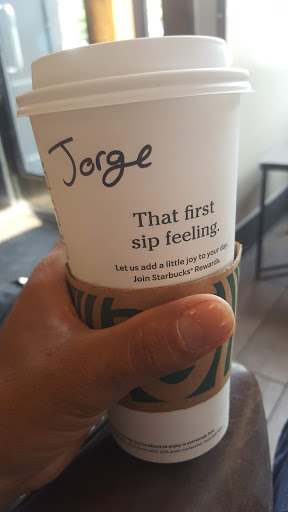 Jorge
That first
sip feeling.
Let us add a little joy to your day.
Join Starbucks® Rewards.